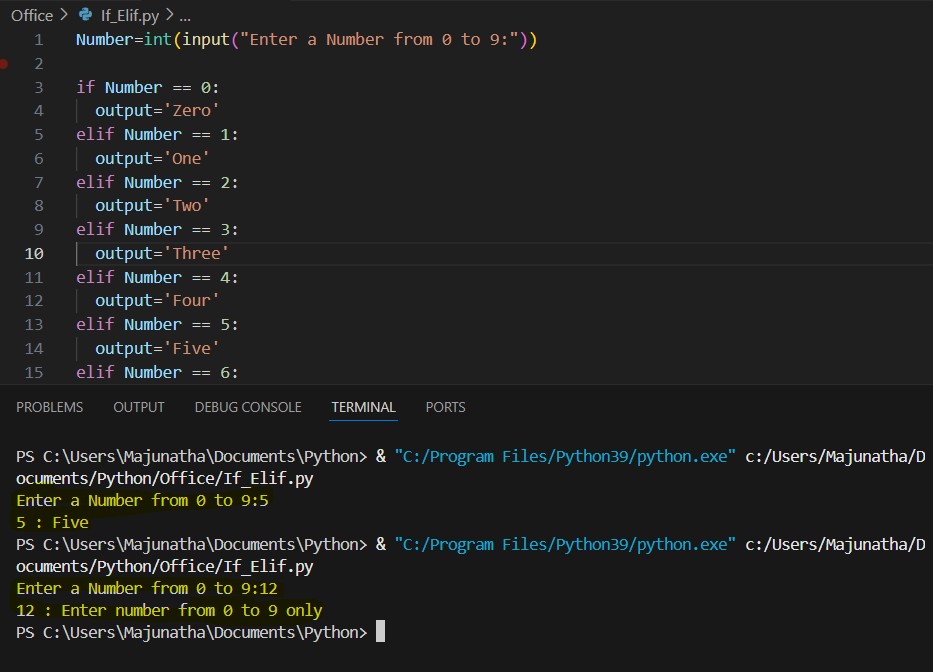 Office > If_Elif.py > ...
1 Number=int(input("Enter a Number from 0 to 9:"))
2
3 if Number == 0:
4   output='Zero'
5 elif Number == 1:
6   output='One'
7 elif Number == 2:
8   output='Two'
9 elif Number == 3:
10   output='Three'
11 elif Number == 4:
12   output='Four'
13 elif Number == 5:
14   output='Five'
15 elif Number == 6:
PROBLEMS OUTPUT DEBUG CONSOLE TERMINAL PORTS
PS C:\Users\Majunatha\Documents\Python> & "C:/Program Files/Python39/python.exe" c:/Users/Majunatha/D
ocuments/Python/Office/If_Elif.py
Enter a Number from 0 to 9:5
5 : Five
PS C:\Users\Majunatha\Documents\Python> & "C:/Program Files/Python39/python.exe" c:/Users/Majunatha/D
ocuments/Python/Office/If_Elif.py
Enter a Number from 0 to 9:12
12 : Enter number from 0 to 9 only
PS C:\Users\Majunatha\Documents\Python>